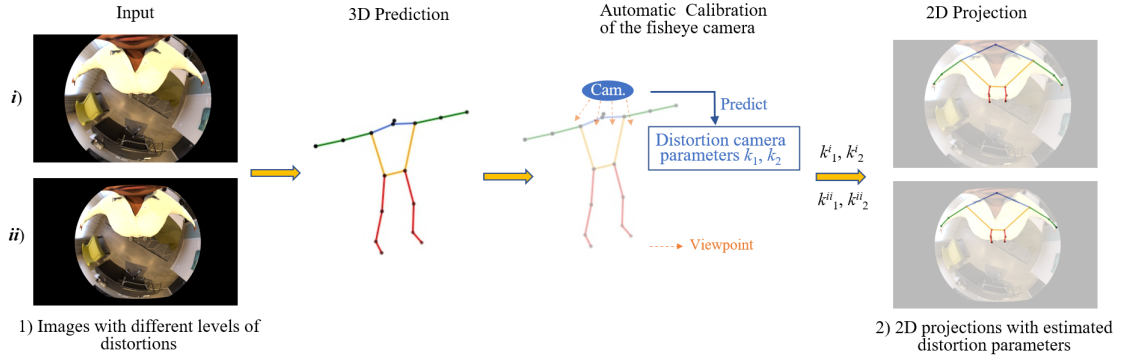 Input
3D Prediction
Automatic Calibration
of the fisheye camera
2D Projection
i)
Cam.
Predict
Distortion camera
parameters k₁, k₂
kⁱ₁, kⁱ₂
kⁱⁱ₁, kⁱⁱ₂
ii)
Viewpoint
1) Images with different levels of
distortions
2) 2D projections with estimated
distortion parameters